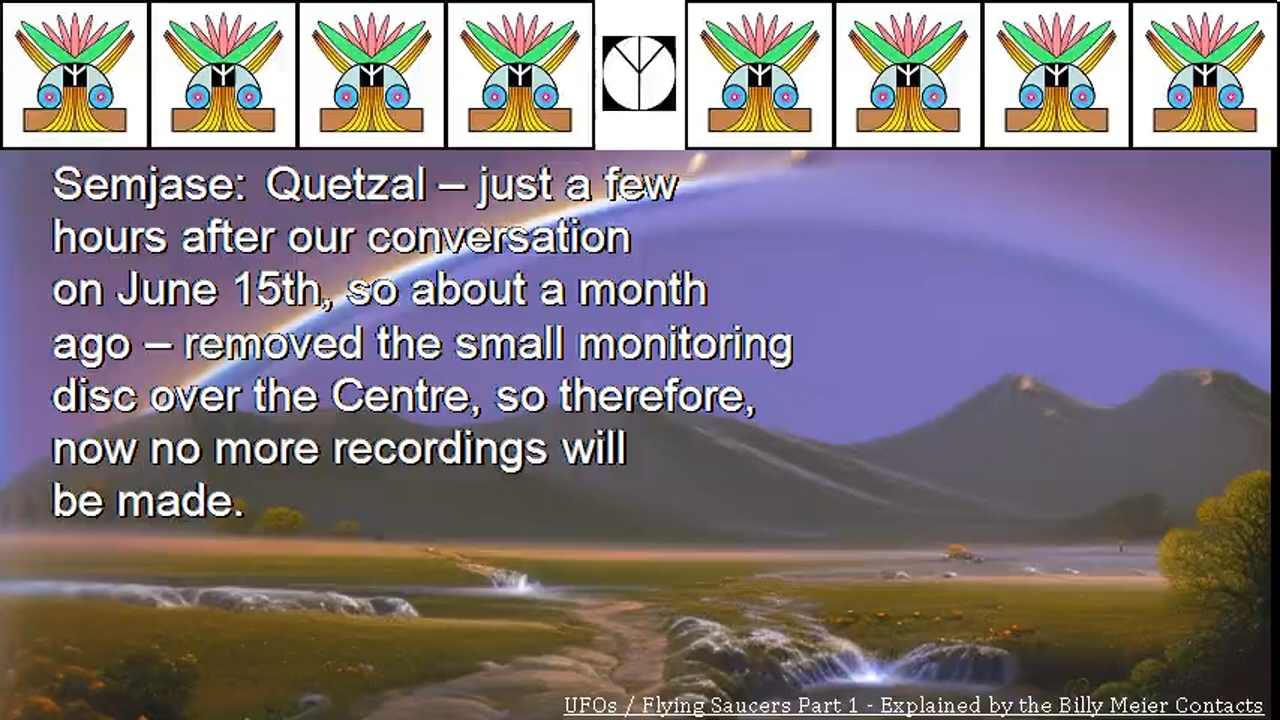 Semjase: Quetzal – just a few
hours after our conversation
on June 15th, so about a month
ago – removed the small monitoring
disc over the Centre, so therefore,
now no more recordings will
be made.
UFOs / Flying Saucers Part 1 - Explained by the Billy Meier Contacts